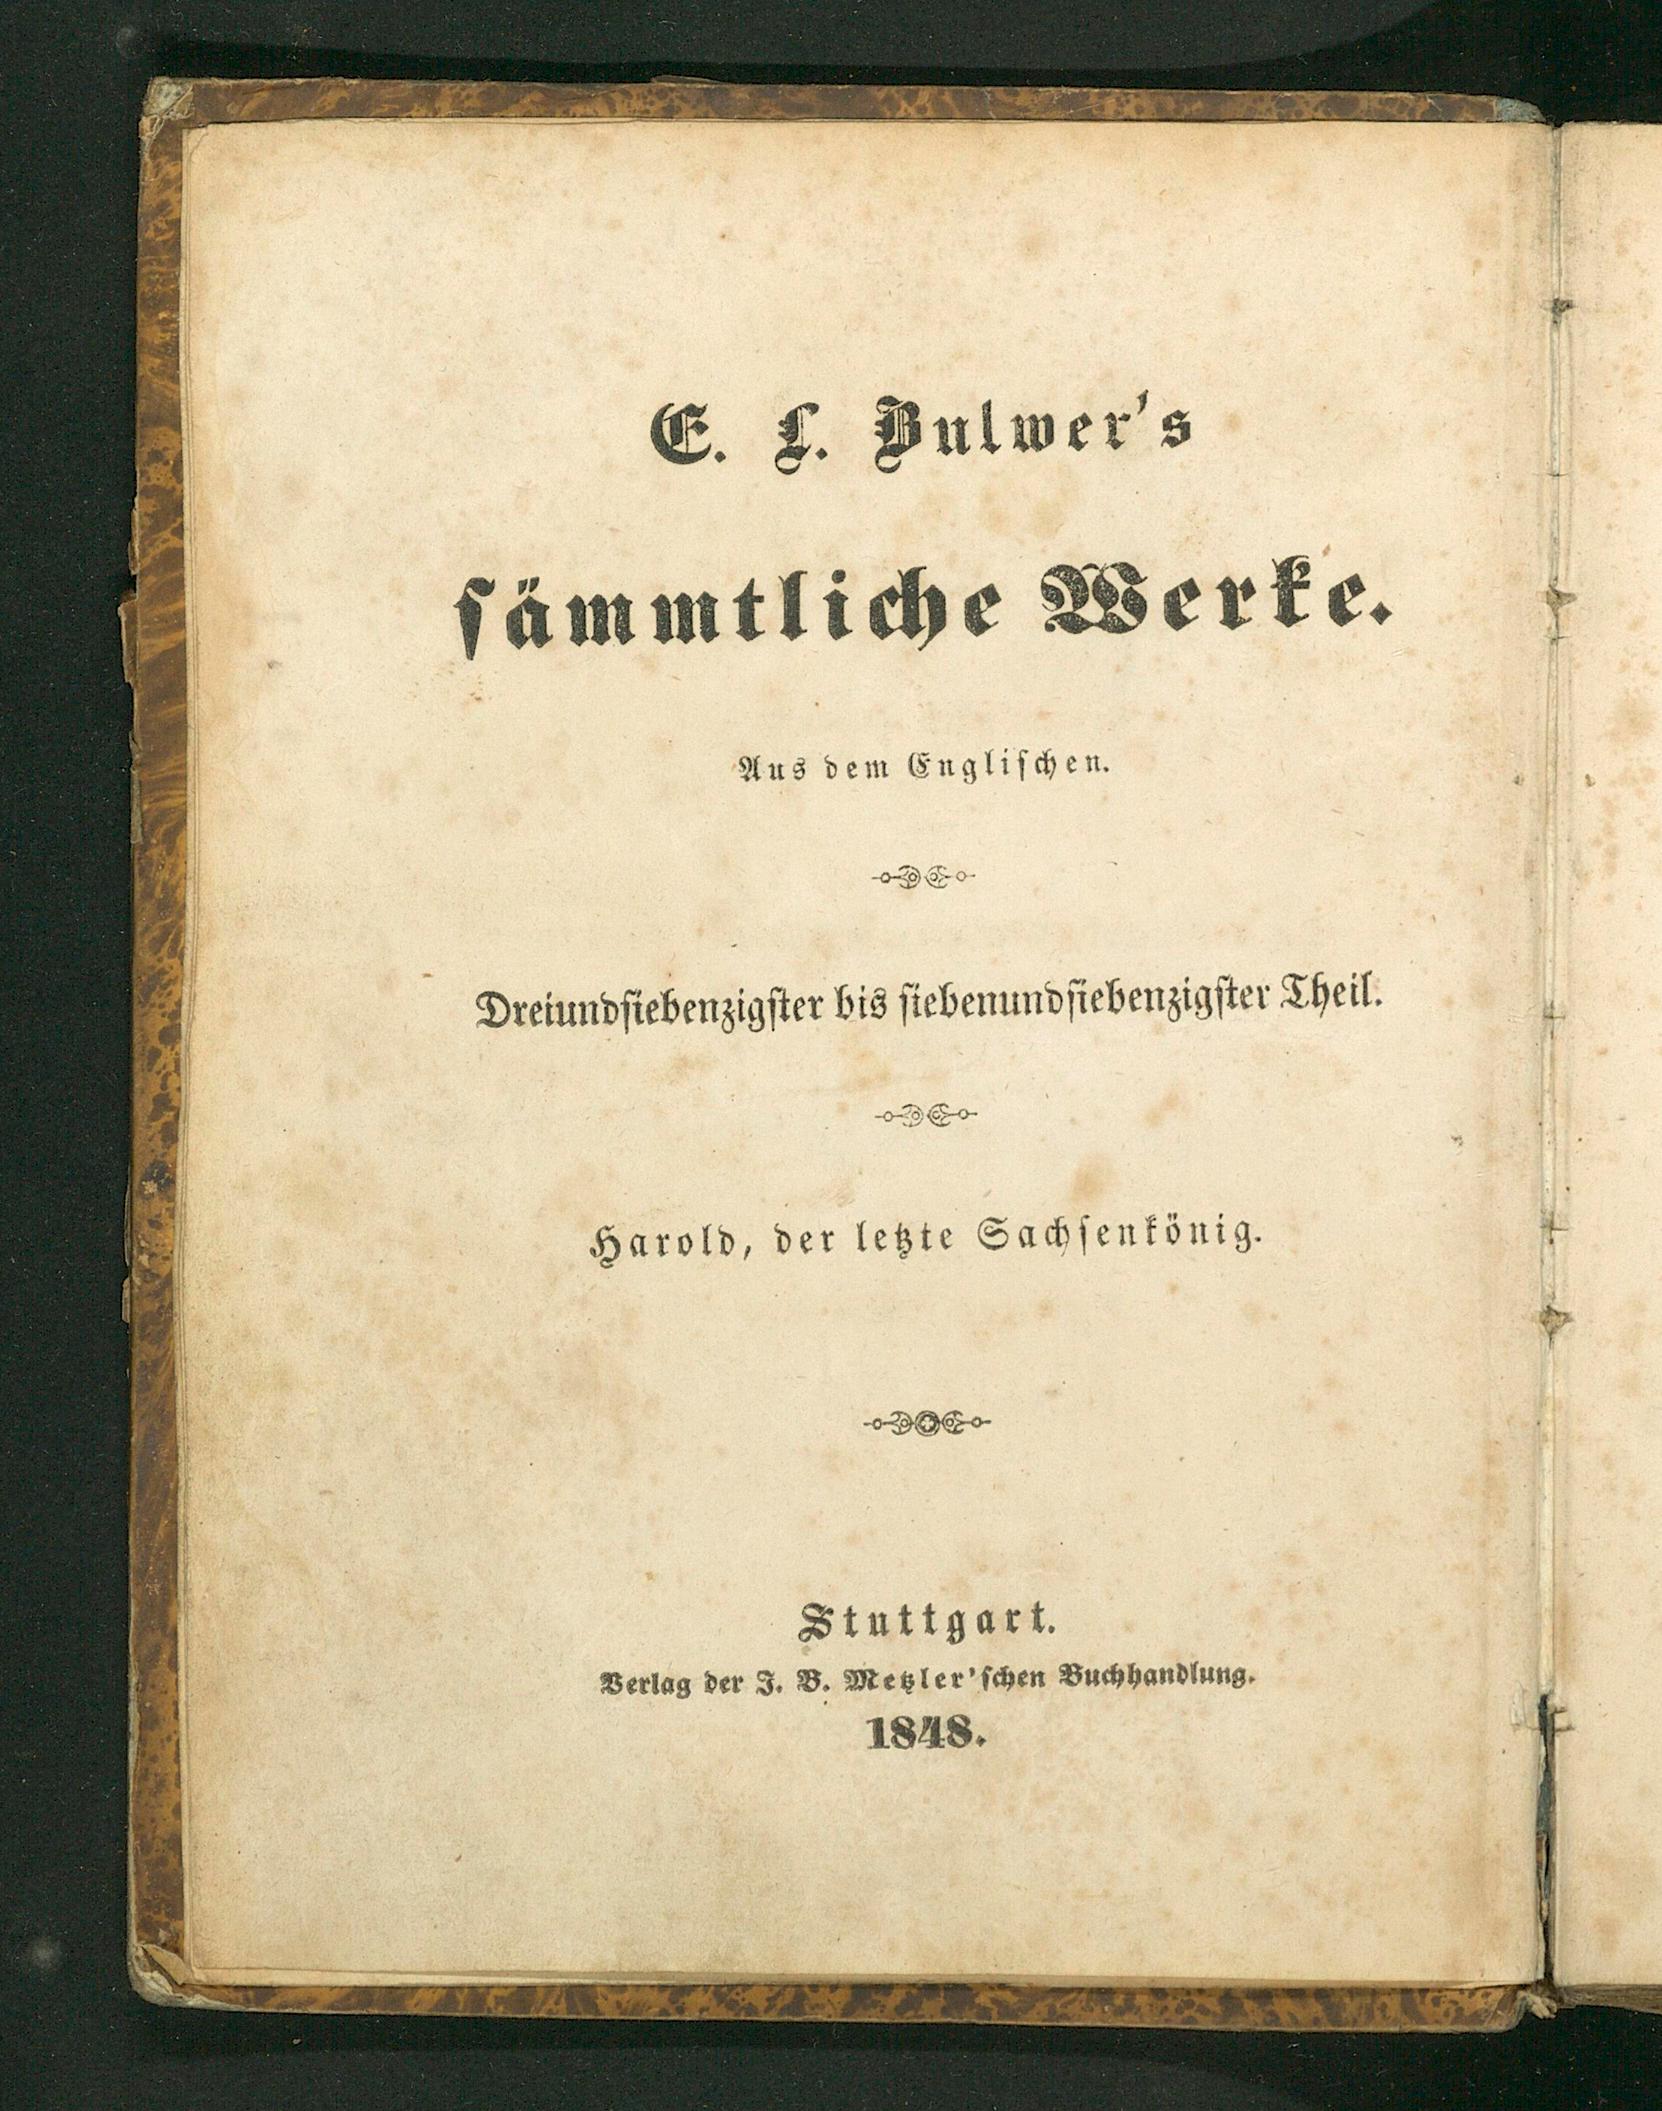 E. L. Bulwer's
sämmtliche Werke.
Aus dem Englischen.
Dreiundsiebenzigster bis siebenundsiebenzigster Theil.
Harold, der letzte Sachsenkönig.
Stuttgart.
Verlag der J. B. Metzler'schen Buchhandlung.
1848.